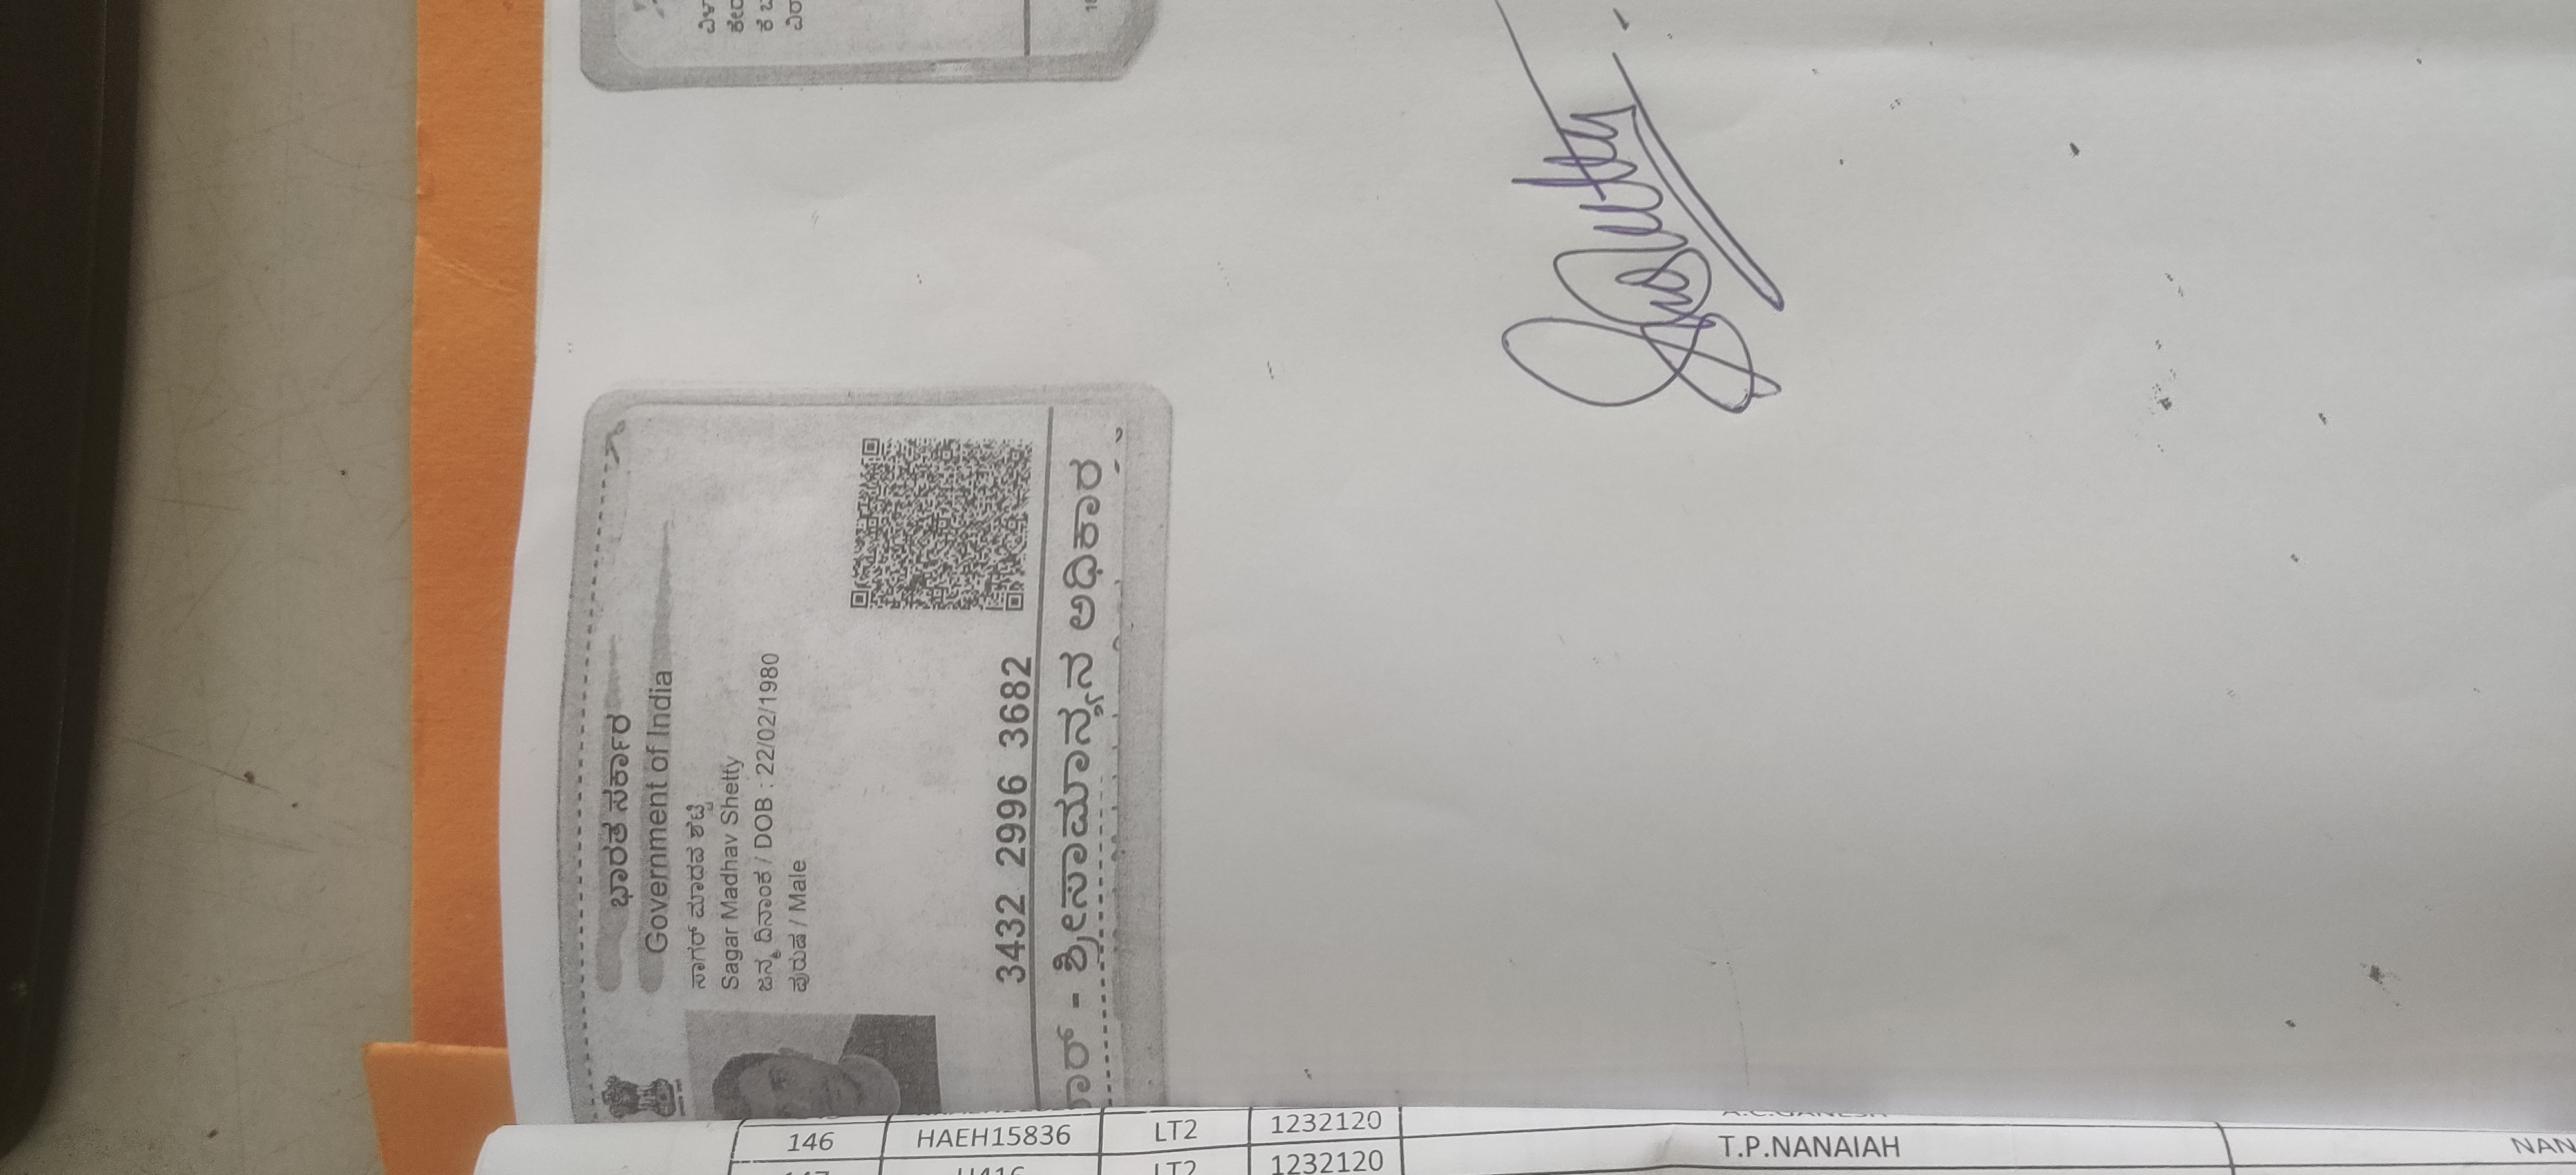 ಭಾರತ ಸರ್ಕಾರ
Government of India
ಸಾಗರ್ ಮಾದವ ಶೆಟ್ಟಿ
Sagar Madhav Shetty
ಜನ್ಮ ದಿನಾಂಕ / DOB : 22/02/1980
ಪುರುಷ / Male
3432 2996 3682
- ಶ್ರೀಸಾಮಾನ್ಯನ ಅಧಿಕಾರ
1232120
146 HAEH15836 LT2 T.P.NANAIAH
LT2 1232120